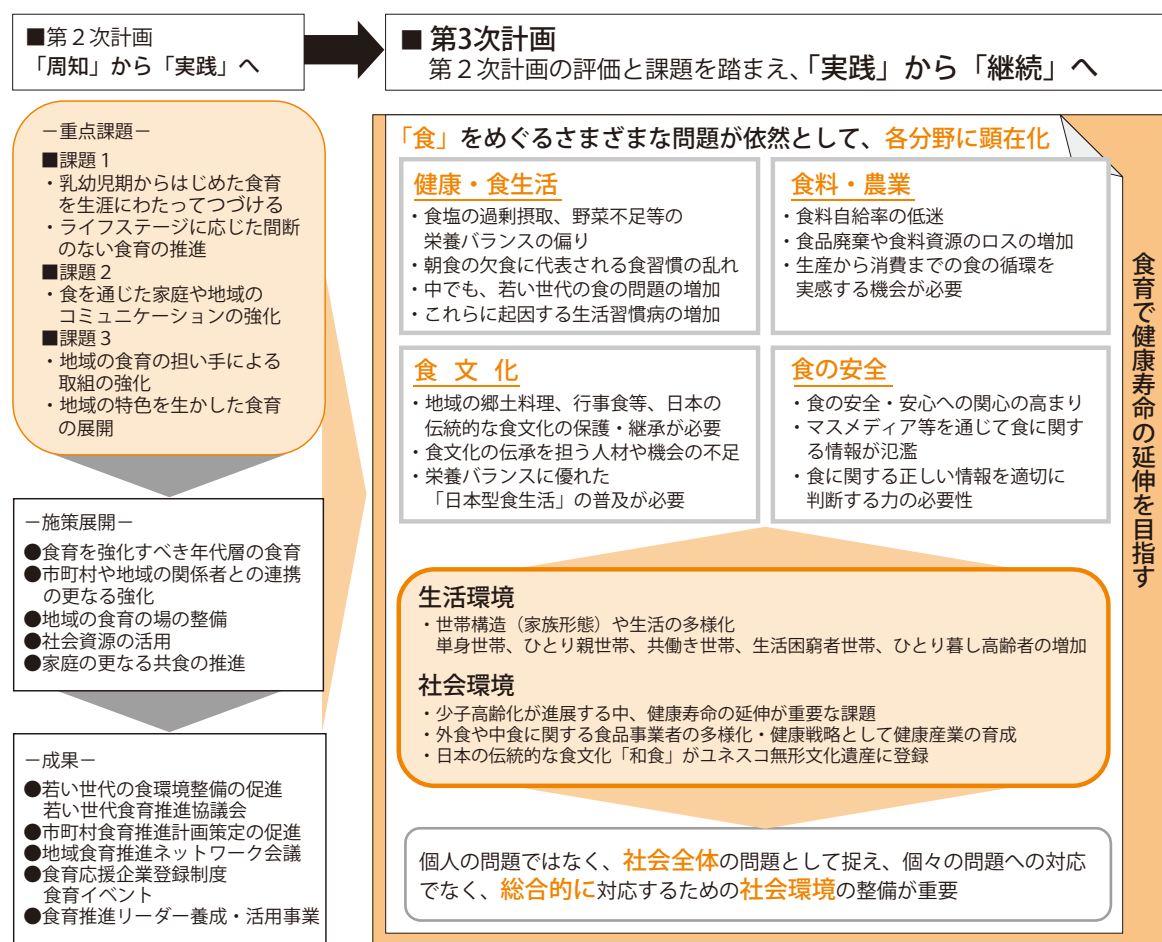 ■第２次計画
「周知」から「実践」へ
■ 第3次計画
第２次計画の評価と課題を踏まえ、「実践」から「継続」へ
－重点課題－
■課題１
・乳幼児期からはじめた食育
を生涯にわたってつづける
・ライフステージに応じた間断
のない食育の推進
■課題２
・食を通じた家庭や地域の
コミュニケーションの強化
■課題３
・地域の食育の担い手による
取組の強化
・地域の特色を生かした食育
の展開
－施策展開－
●食育を強化すべき年代層の食育
●市町村や地域の関係者との連携
の更なる強化
●地域の食育の場の整備
●社会資源の活用
●家庭の更なる共食の推進
－成果－
●若い世代の食環境整備の促進
若い世代食育推進協議会
●市町村食育推進計画策定の促進
●地域食育推進ネットワーク会議
●食育応援企業登録制度
食育イベント
●食育推進リーダー養成・活用事業
「食」をめぐるさまざまな問題が依然として、各分野に顕在化
健康・食生活
・食塩の過剰摂取、野菜不足等の
栄養バランスの偏り
・朝食の欠食に代表される食習慣の乱れ
・中でも、若い世代の食の問題の増加
・これらに起因する生活習慣病の増加
食料・農業
・食料自給率の低迷
・食品廃棄や食料資源のロスの増加
・生産から消費までの食の循環を
実感する機会が必要
食 文 化
・地域の郷土料理、行事食等、日本の
伝統的な食文化の保護・継承が必要
・食文化の伝承を担う人材や機会の不足
・栄養バランスに優れた
「日本型食生活」の普及が必要
食の安全
・食の安全・安心への関心の高まり
・マスメディア等を通じて食に関す
る情報が氾濫
・食に関する正しい情報を適切に
判断する力の必要性
生活環境
・世帯構造（家族形態）や生活の多様化
単身世帯、ひとり親世帯、共働き世帯、生活困窮者世帯、ひとり暮し高齢者の増加
社会環境
・少子高齢化が進展する中、健康寿命の延伸が重要な課題
・外食や中食に関する食品事業者の多様化・健康戦略として健康産業の育成
・日本の伝統的な食文化「和食」がユネスコ無形文化遺産に登録
個人の問題ではなく、社会全体の問題として捉え、個々の問題への対応
でなく、総合的に対応するための社会環境の整備が重要
食育で健康寿命の延伸を目指す